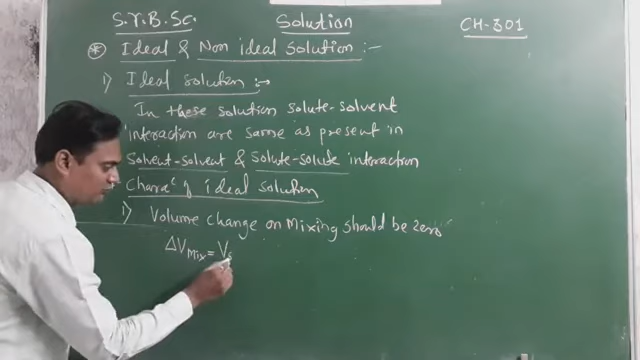 S.Y.B.Sc. Solution CH-301
* Ideal & Non ideal solution :-
1) Ideal solution :→
In these solution solute-solvent
interaction are same as present in
Solvent-solvent & solute-solute interaction
* Charac of ideal solution
1) Volume change on Mixing should be zero
ΔV Mix = Vs